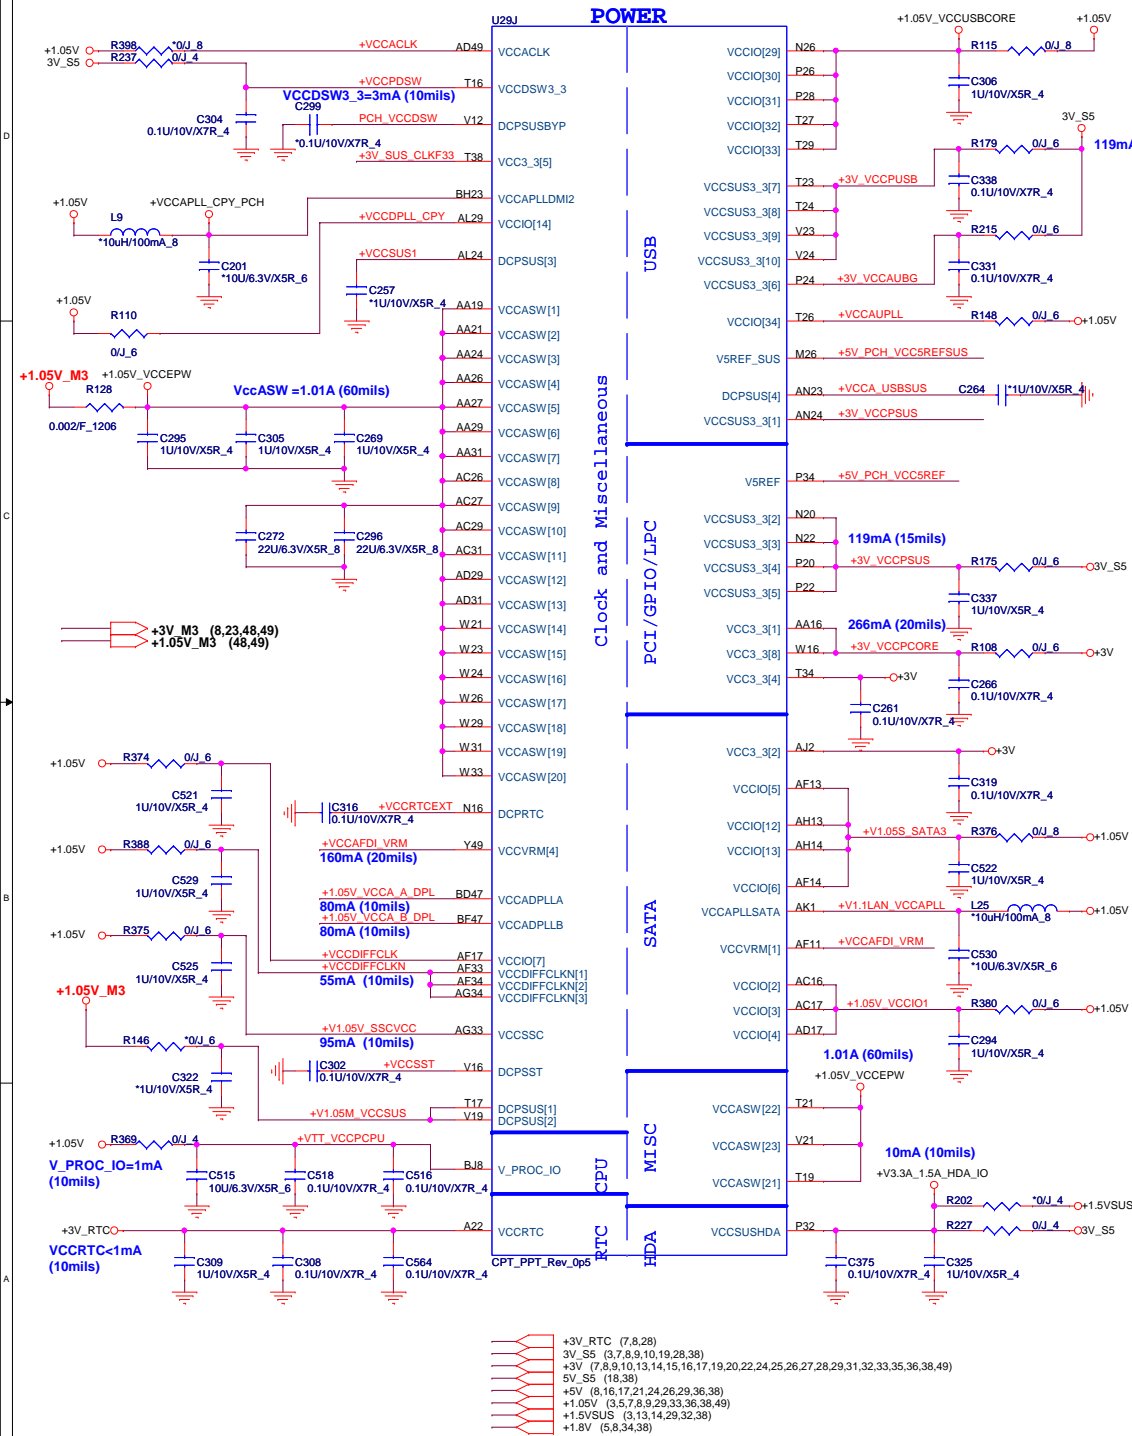 POWER
U29J
+1.05V
R398
*0/J_8
+VCCACLK
AD49
VCCACLK
3V_S5
R237
0/J_4
+VCCPDSW
T16
VCCDSW3_3
VCCDSW3_3=3mA (10mils)
C304
0.1U/10V/X7R_4
C299
*0.1U/10V/X7R_4
PCH_VCCDSW
V12
DCPSUSBYP
+3V_SUS_CLKF33
T38
VCC3_3[5]
+1.05V
L9
*10uH/100mA_8
+VCCAPLL_CPY_PCH
BH23
VCCAPLLDMI2
C201
*10U/6.3V/X5R_6
+VCCDPLL_CPY
AL29
VCCIO[14]
+VCCSUS1
AL24
DCPSUS[3]
C257
*1U/10V/X5R_4
+1.05V
R110
0/J_6
AA19
VCCASW[1]
AA21
VCCASW[2]
AA24
VCCASW[3]
AA26
VCCASW[4]
AA27
VCCASW[5]
AA29
VCCASW[6]
AA31
VCCASW[7]
AC26
VCCASW[8]
AC27
VCCASW[9]
AC29
VCCASW[10]
AC31
VCCASW[11]
AD29
VCCASW[12]
AD31
VCCASW[13]
W21
VCCASW[14]
W23
VCCASW[15]
W24
VCCASW[16]
W26
VCCASW[17]
W29
VCCASW[18]
W31
VCCASW[19]
W33
VCCASW[20]
+1.05V_M3
R128
0.002/F_1206
+1.05V_VCCEPW
VccASW =1.01A (60mils)
C295
1U/10V/X5R_4
C305
1U/10V/X5R_4
C269
1U/10V/X5R_4
C272
22U/6.3V/X5R_8
C296
22U/6.3V/X5R_8
+3V_M3 (8,23,48,49)
+1.05V_M3 (48,49)
+1.05V
R374
0/J_6
C521
1U/10V/X5R_4
C316
0.1U/10V/X7R_4
+VCCRTCEXT
N16
DCPRTC
+VCCAFDI_VRM
160mA (20mils)
Y49
VCCVRM[4]
+1.05V
R388
0/J_6
C529
1U/10V/X5R_4
+1.05V_VCCA_A_DPL
80mA (10mils)
BD47
VCCADPLLA
+1.05V_VCCA_B_DPL
80mA (10mils)
BF47
VCCADPLLB
+1.05V
R375
0/J_6
C525
1U/10V/X5R_4
+VCCDIFFCLK
AF17
VCCIO[7]
+VCCDIFFCLKN
55mA (10mils)
AF33
VCCDIFFCLKN[1]
AF34
VCCDIFFCLKN[2]
AG34
VCCDIFFCLKN[3]
+1.05V_M3
R146
*0/J_6
C322
*1U/10V/X5R_4
+V1.05V_SSCVCC
95mA (10mils)
AG33
VCCSSC
C302
0.1U/10V/X7R_4
+VCCSST
V16
DCPSST
+V1.05M_VCCSUS
T17
DCPSUS[1]
V19
DCPSUS[2]
+1.05V
R369
0/J_4
+VTT_VCCPCPU
V_PROC_IO=1mA
(10mils)
C515
10U/6.3V/X5R_6
C518
0.1U/10V/X7R_4
C516
0.1U/10V/X7R_4
BJ8
V_PROC_IO
+3V_RTC
VCCRTC<1mA
(10mils)
C309
1U/10V/X5R_4
C308
0.1U/10V/X7R_4
C564
0.1U/10V/X7R_4
A22
VCCRTC
CPT_PPT_Rev_0p5
Clock and Miscellaneous
CPU
RTC
USB
PCI/GPIO/LPC
SATA
MISC
HDA
VCCIO[29]
N26
VCCIO[30]
P26
VCCIO[31]
P28
VCCIO[32]
T27
VCCIO[33]
T29
+1.05V_VCCUSBCORE
R115
0/J_8
+1.05V
C306
1U/10V/X5R_4
3V_S5
R179
0/J_6
119mA
C338
0.1U/10V/X7R_4
VCCSUS3_3[7]
T23
+3V_VCCPUSB
VCCSUS3_3[8]
T24
VCCSUS3_3[9]
V23
VCCSUS3_3[10]
V24
R215
0/J_6
C331
0.1U/10V/X7R_4
VCCSUS3_3[6]
P24
+3V_VCCAUBG
VCCIO[34]
T26
+VCCAUPLL
R148
0/J_6
+1.05V
V5REF_SUS
M26
+5V_PCH_VCC5REFSUS
DCPSUS[4]
AN23
+VCCA_USBSUS
C264
*1U/10V/X5R_4
VCCSUS3_3[1]
AN24
+3V_VCCPSUS
V5REF
P34
+5V_PCH_VCC5REF
VCCSUS3_3[2]
N20
VCCSUS3_3[3]
N22
VCCSUS3_3[4]
P20
VCCSUS3_3[5]
P22
119mA (15mils)
+3V_VCCPSUS
R175
0/J_6
3V_S5
C337
1U/10V/X5R_4
266mA (20mils)
VCC3_3[1]
AA16
VCC3_3[8]
W16
+3V_VCCPCORE
R108
0/J_6
+3V
C266
0.1U/10V/X7R_4
VCC3_3[4]
T34
+3V
C261
0.1U/10V/X7R_4
VCC3_3[2]
AJ2
+3V
C319
0.1U/10V/X7R_4
VCCIO[5]
AF13
VCCIO[12]
AH13
VCCIO[13]
AH14
VCCIO[6]
AF14
+V1.05S_SATA3
R376
0/J_8
+1.05V
C522
1U/10V/X5R_4
VCCAPLLSATA
AK1
+V1.1LAN_VCCAPLL
L25
*10uH/100mA_8
+1.05V
C530
*10U/6.3V/X5R_6
VCCVRM[1]
AF11
+VCCAFDI_VRM
VCCIO[2]
AC16
VCCIO[3]
AC17
VCCIO[4]
AD17
+1.05V_VCCIO1
R380
0/J_6
+1.05V
C294
1U/10V/X5R_4
1.01A (60mils)
+1.05V_VCCEPW
VCCASW[22]
T21
VCCASW[23]
V21
VCCASW[21]
T19
10mA (10mils)
+V3.3A_1.5A_HDA_IO
R202
*0/J_4
+1.5VSUS
R227
0/J_4
3V_S5
VCCSUSHDA
P32
C375
0.1U/10V/X7R_4
C325
1U/10V/X5R_4
+3V_RTC (7,8,28)
3V_S5 (3,7,8,9,10,19,28,38)
+3V (7,8,9,10,13,14,15,16,17,19,20,22,24,25,26,27,28,29,31,32,33,35,36,38,49)
5V_S5 (18,38)
+5V (8,16,17,21,24,26,29,36,38)
+1.05V (3,5,7,8,9,29,33,36,38,49)
+1.5VSUS (3,13,14,29,32,38)
+1.8V (5,8,34,38)
D
C
B
A